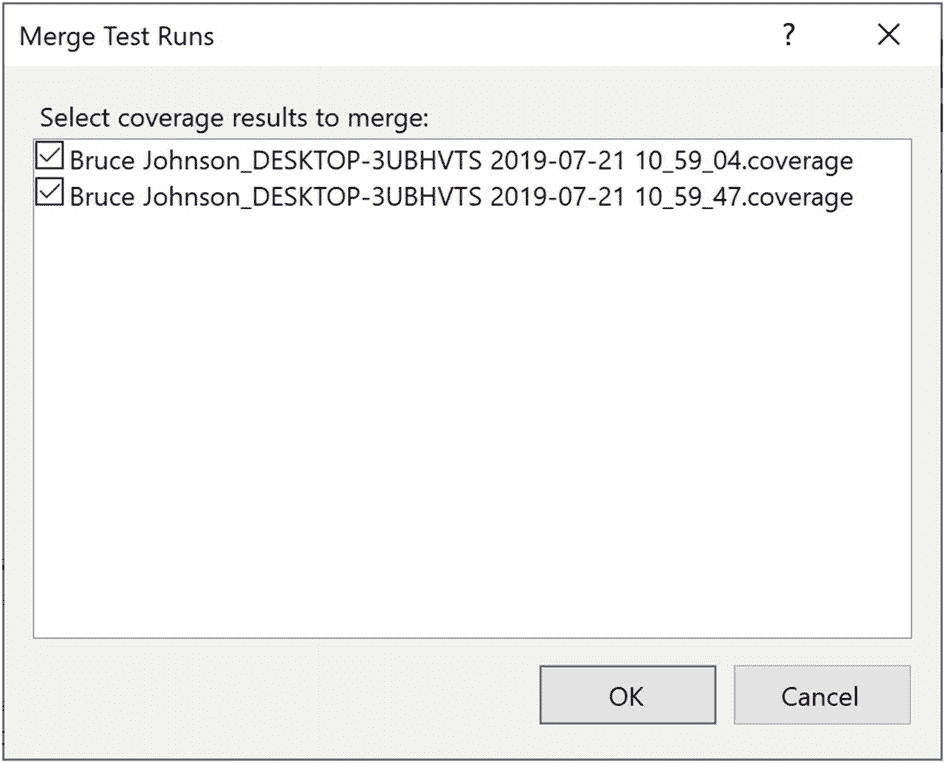 Merge Test Runs ?
Select coverage results to merge:
Bruce Johnson_DESKTOP-3UBHVTS 2019-07-21 10_59_04.coverage
Bruce Johnson_DESKTOP-3UBHVTS 2019-07-21 10_59_47.coverage
OK Cancel